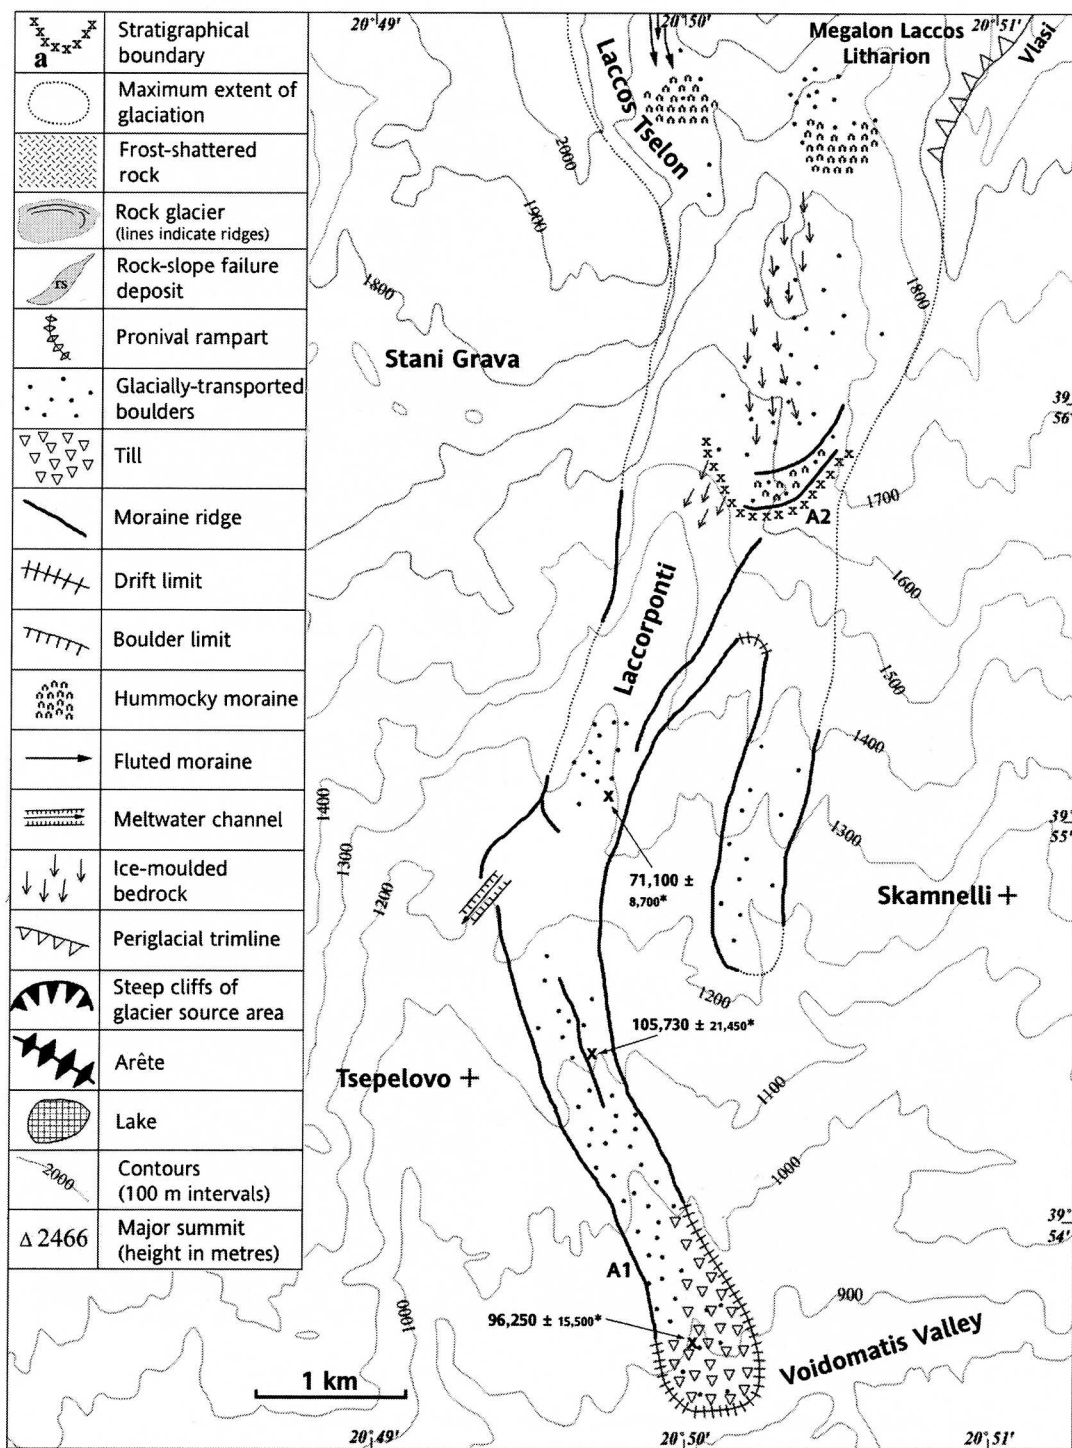 a
Stratigraphical
boundary
Maximum extent of
glaciation
Frost-shattered
rock
Rock glacier
(lines indicate ridges)
rs
Rock-slope failure
deposit
Pronival rampart
Glacially-transported
boulders
Till
Moraine ridge
Drift limit
Boulder limit
Hummocky moraine
Fluted moraine
Meltwater channel
Ice-moulded
bedrock
Periglacial trimline
Steep cliffs of
glacier source area
Arête
Lake
2000
Contours
(100 m intervals)
Δ 2466
Major summit
(height in metres)
20°49'
20°50'
20°51'
Laccos Tselon
Megalon Laccos
Litharion
Vlasi
2000
1900
1800
1800
Stani Grava
39°
56'
1700
A2
1600
Laccorponti
1500
1400
1400
1300
1200
1300
39°
55'
71,100 ±
8,700*
Skamnelli +
1200
105,730 ± 21,450*
Tsepelovo +
1100
1000
39°
54'
A1
900
96,250 ± 15,500*
1000
Voidomatis Valley
1 km
20°49'
20°50'
20°51'